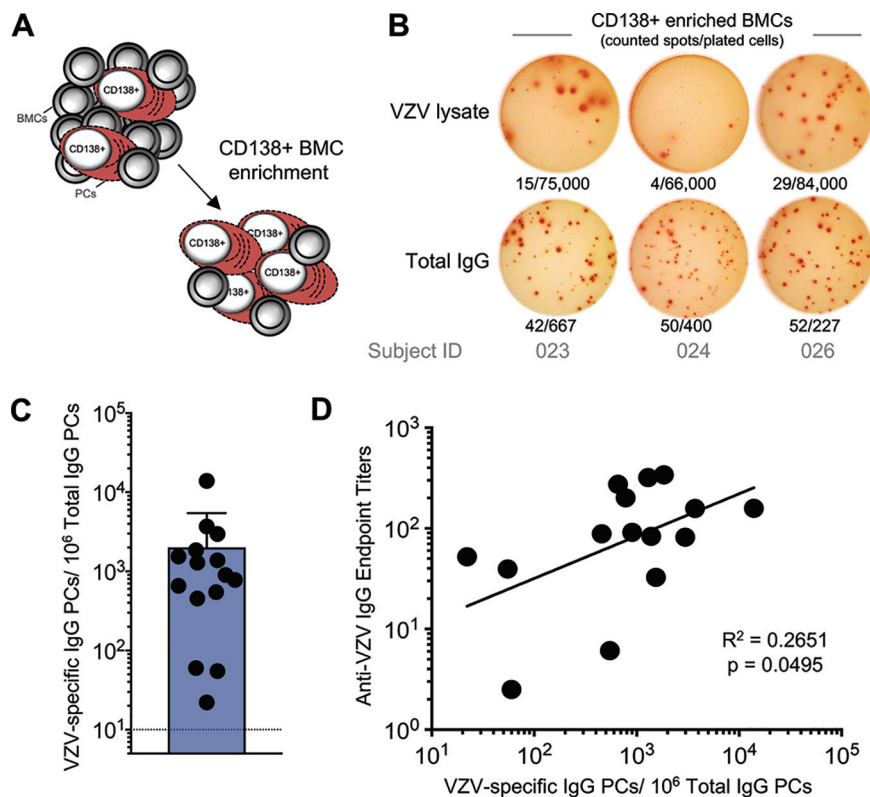 A
BMCs
CD138+
CD138+
PCs
CD138+ BMC
enrichment
CD138+
CD138+
CD138+
CD138+
B
CD138+ enriched BMCs
(counted spots/plated cells)
VZV lysate
15/75,000
4/66,000
29/84,000
Total IgG
42/667
50/400
52/227
Subject ID
023
024
026
C
VZV-specific IgG PCs/ 10⁶ Total IgG PCs
10⁵
10⁴
10³
10²
10¹
D
Anti-VZV IgG Endpoint Titers
10³
10²
10¹
10⁰
R² = 0.2651
p = 0.0495
10¹
10²
10³
10⁴
10⁵
VZV-specific IgG PCs/ 10⁶ Total IgG PCs